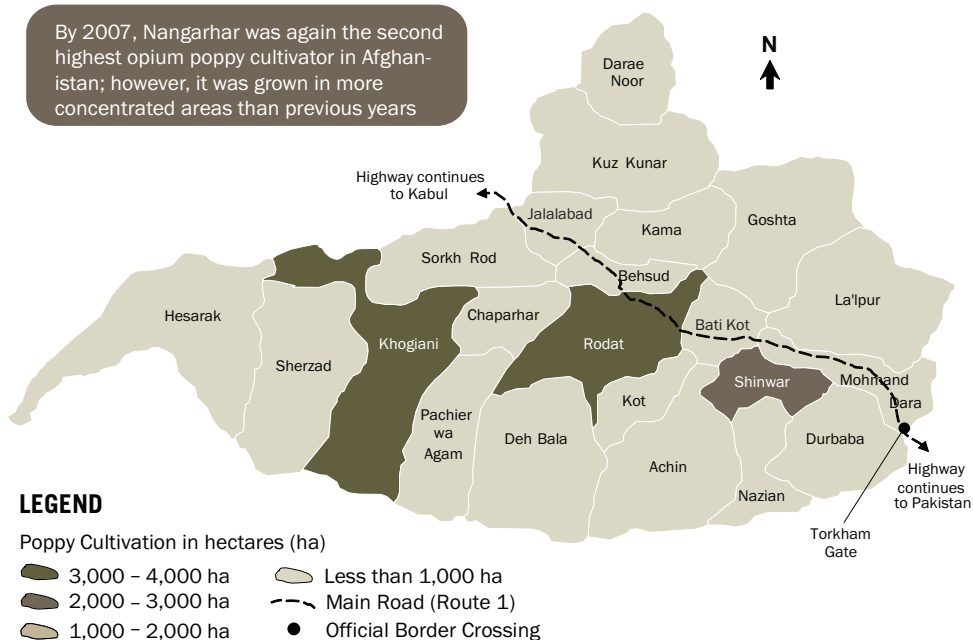 By 2007, Nangarhar was again the second
highest opium poppy cultivator in Afghan-
istan; however, it was grown in more
concentrated areas than previous years
N
Darae
Noor
Kuz Kunar
Highway continues
to Kabul
Jalalabad
Kama
Goshta
Sorkh Rod
Behsud
La'lpur
Hesarak
Chaparhar
Bati Kot
Khogiani
Rodat
Sherzad
Shinwar
Mohmand
Dara
Kot
Pachier
wa
Agam
Deh Bala
Durbaba
Achin
Nazian
Highway
continues
to Pakistan
Torkham
Gate
LEGEND
Poppy Cultivation in hectares (ha)
3,000 – 4,000 ha
2,000 – 3,000 ha
1,000 – 2,000 ha
Less than 1,000 ha
Main Road (Route 1)
Official Border Crossing